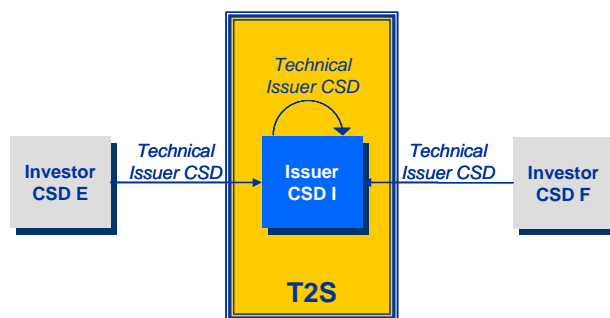 Technical
Issuer CSD
Investor
CSD E
Technical
Issuer CSD
Issuer
CSD I
Technical
Issuer CSD
Investor
CSD F
T2S